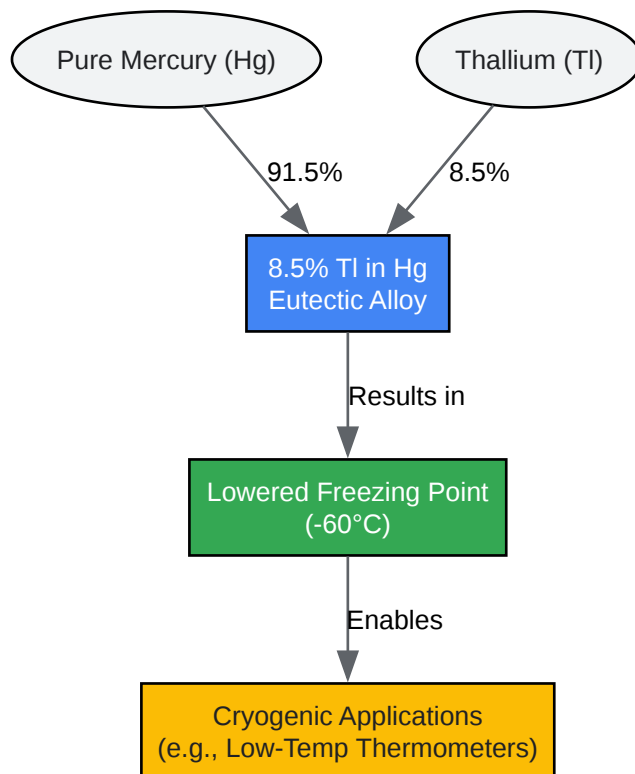 Pure Mercury (Hg)
Thallium (Tl)
91.5%
8.5%
8.5% Tl in Hg
Eutectic Alloy
Results in
Lowered Freezing Point
(-60°C)
Enables
Cryogenic Applications
(e.g., Low-Temp Thermometers)